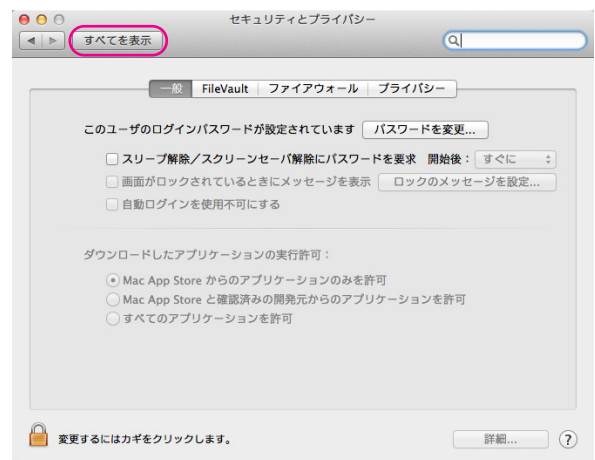 セキュリティとプライバシー
すべてを表示
一般 FileVault ファイアウォール プライバシー
このユーザのログインパスワードが設定されています パスワードを変更...
スリープ解除/スクリーンセーバ解除にパスワードを要求 開始後： すぐに
画面がロックされているときにメッセージを表示 ロックのメッセージを設定...
自動ログインを使用不可にする
ダウンロードしたアプリケーションの実行許可：
Mac App Store からのアプリケーションのみを許可
Mac App Store と確認済みの開発元からのアプリケーションを許可
すべてのアプリケーションを許可
変更するにはカギをクリックします。 詳細... ?